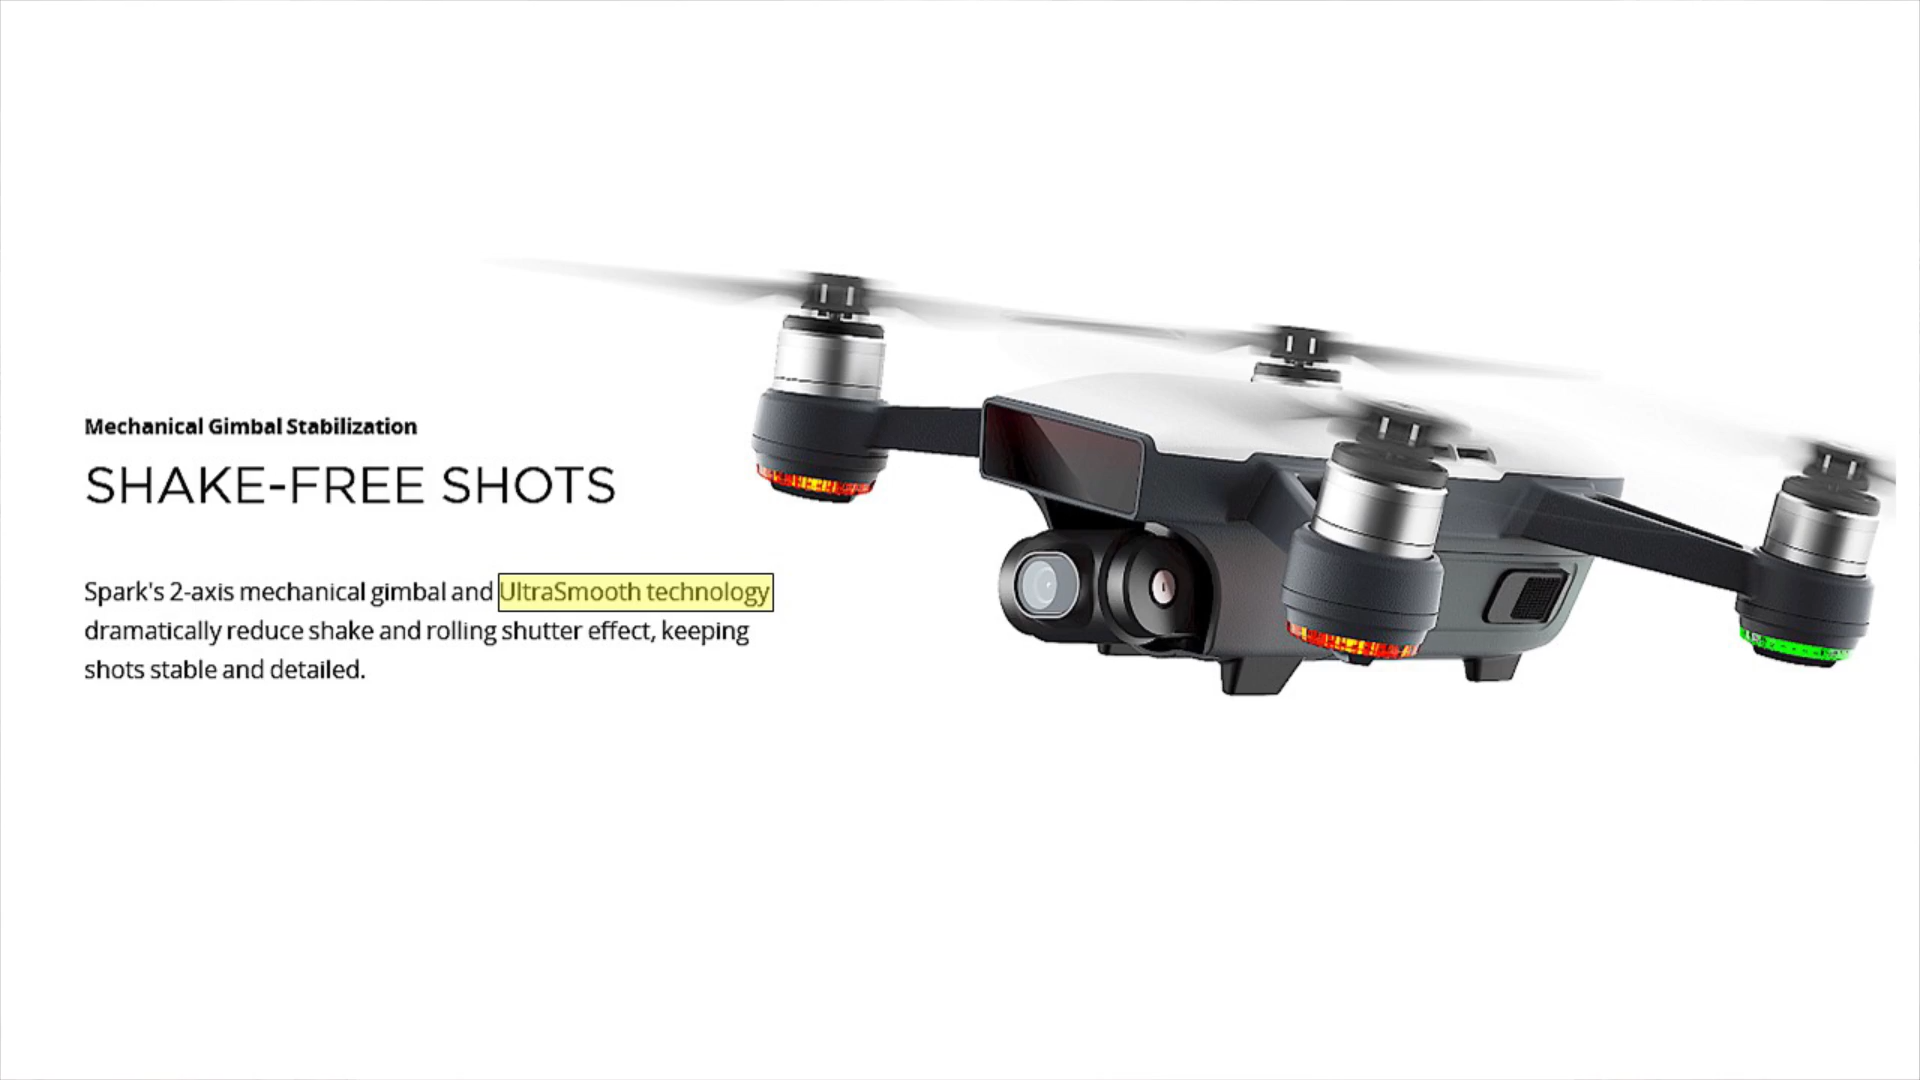 Mechanical Gimbal Stabilization
SHAKE-FREE SHOTS
Spark's 2-axis mechanical gimbal and UltraSmooth technology
dramatically reduce shake and rolling shutter effect, keeping
shots stable and detailed.